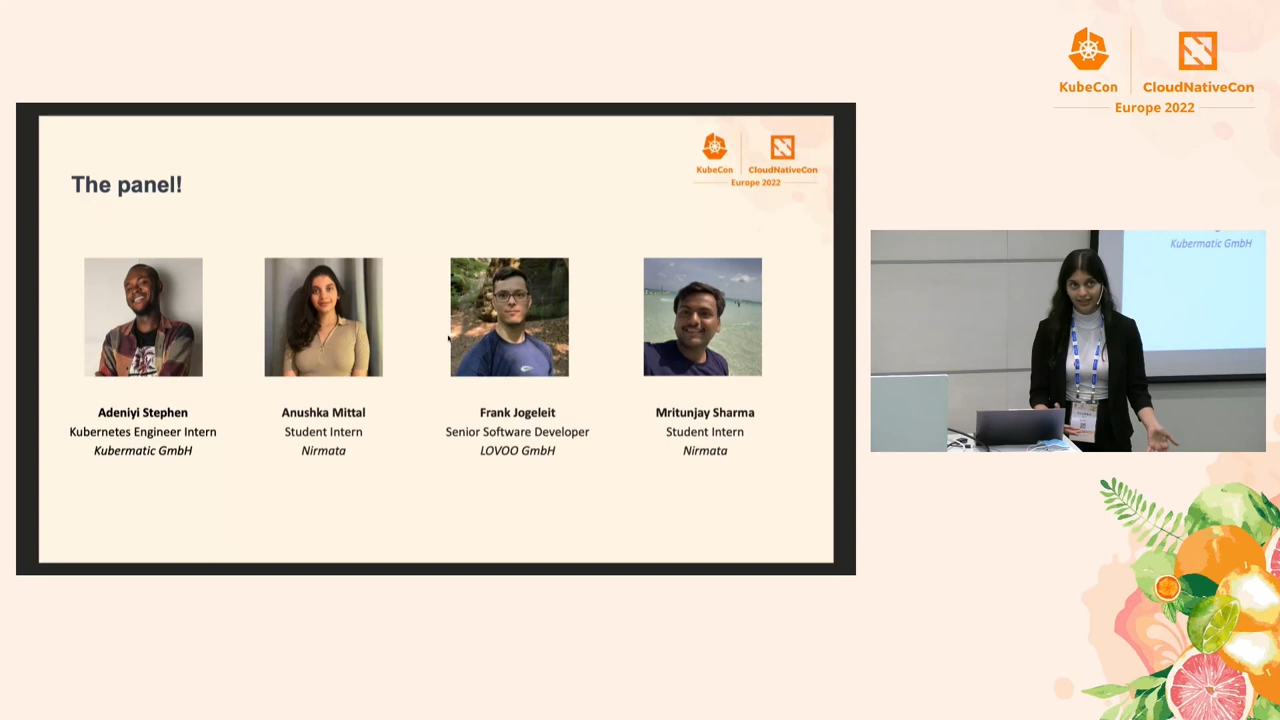 KubeCon
CloudNativeCon
Europe 2022
The panel!
KubeCon
CloudNativeCon
Europe 2022
Adeniyi Stephen
Kubernetes Engineer Intern
Kubermatic GmbH
Anushka Mittal
Student Intern
Nirmata
Frank Jogeleit
Senior Software Developer
LOVOO GmbH
Mritunjay Sharma
Student Intern
Nirmata
Kubermatic GmbH